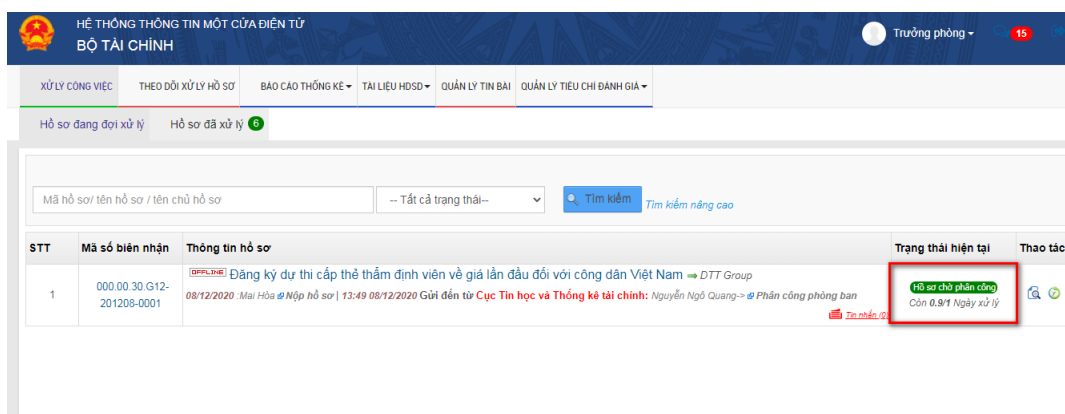 HỆ THỐNG THÔNG TIN MỘT CỬA ĐIỆN TỬ
BỘ TÀI CHÍNH
Trưởng phòng
15
XỬ LÝ CÔNG VIỆC THEO DÕI XỬ LÝ HỒ SƠ BÁO CÁO THỐNG KÊ TÀI LIỆU HDSD QUẢN LÝ TIN BÀI QUẢN LÝ TIÊU CHÍ ĐÁNH GIÁ
Hồ sơ đang đợi xử lý Hồ sơ đã xử lý 6
Mã hồ sơ/ tên hồ sơ / tên chủ hồ sơ -- Tất cả trạng thái-- Tìm kiếm Tìm kiếm nâng cao
STT Mã số biên nhận Thông tin hồ sơ Trạng thái hiện tại Thao tác
1 000.00.30.G12-
201208-0001
OFFLINE Đăng ký dự thi cấp thẻ thẩm định viên về giá lần đầu đối với công dân Việt Nam ⇒ DTT Group
08/12/2020 :Mai Hòa Nộp hồ sơ | 13:49 08/12/2020 Gửi đến từ Cục Tin học và Thống kê tài chính: Nguyễn Ngô Quang-> Phân công phòng ban
Tin nhắn (0)
Hồ sơ chờ phân công
Còn 0.9/1 Ngày xử lý